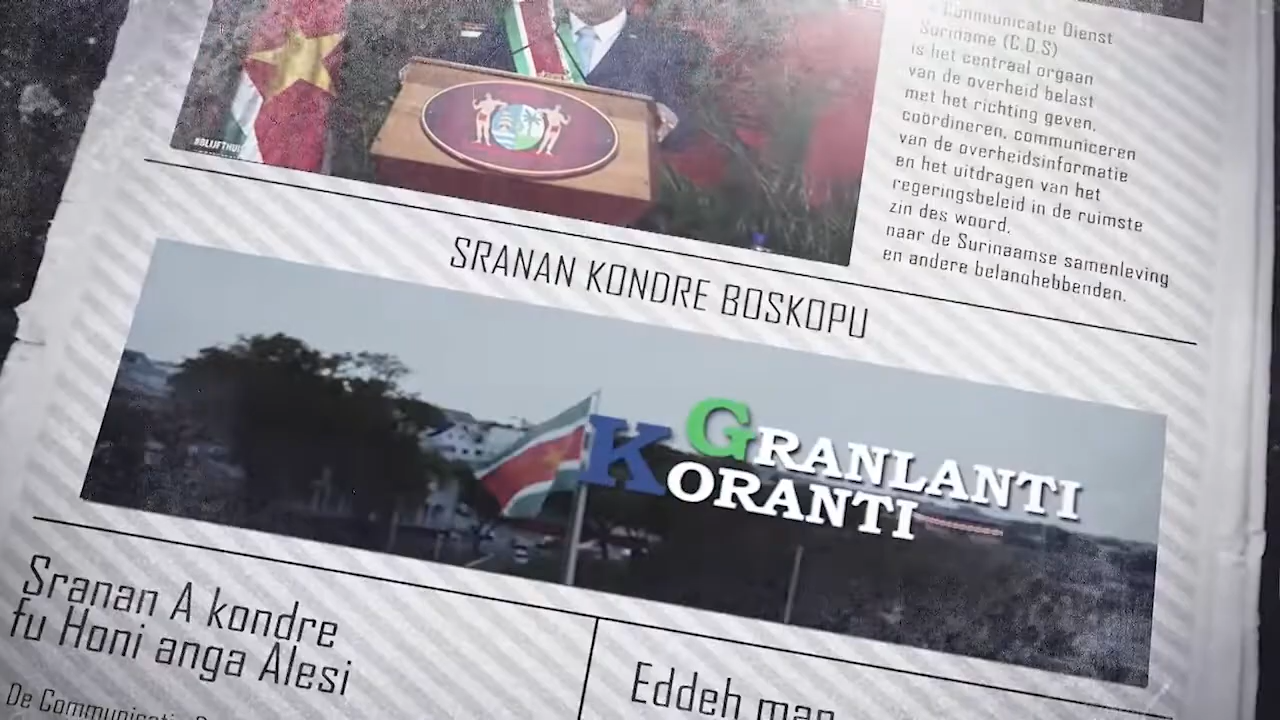 Communicatie Dienst
Suriname (C.D.S)
is het centraal orgaan
van de overheid belast
met het richting geven,
coördineren, communiceren
van de overheidsinformatie
en het uitdragen van het
regeringsbeleid in de ruimste
zin des woord.
naar de Surinaamse samenleving
en andere belanghebbenden.
SRANAN KONDRE BOSKOPU
GRANLANTI
KORANTI
Sranan A kondre
fu Honi anga Alesi
De
Eddeh man